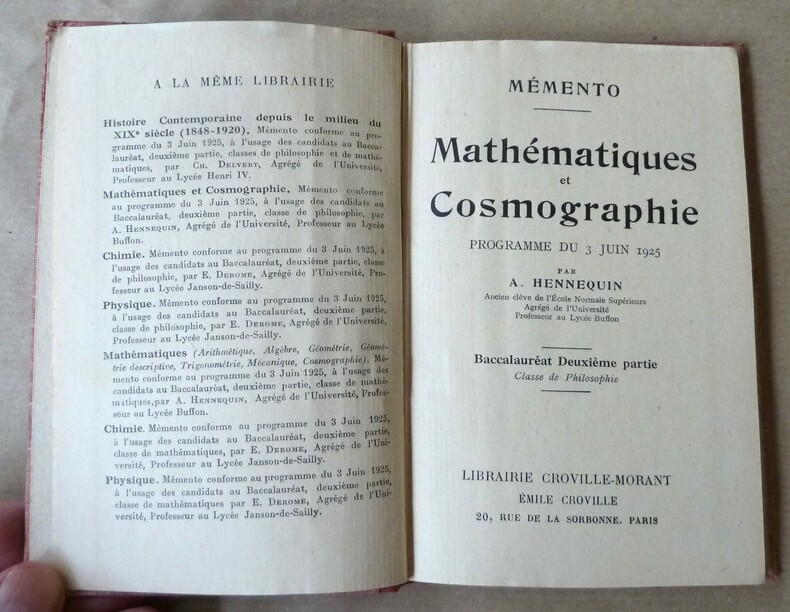 A LA MÊME LIBRAIRIE
Histoire Contemporaine depuis le milieu du
XIXe siècle (1848-1920). Mémento conforme au pro-
gramme du 3 Juin 1925, à l'usage des candidats au Bacca-
lauréat, deuxième partie, classes de philosophie et de mathé-
matiques, par CH. DELVERT, Agrégé de l'Université,
Professeur au Lycée Henri IV.
Mathématiques et Cosmographie. Mémento conforme
au programme du 3 Juin 1925, à l'usage des candidats au
Baccalauréat, deuxième partie, classe de philosophie, par
A. HENNEQUIN, Agrégé de l'Université, Professeur au Lycée
Buffon.
Chimie. Mémento conforme au programme du 3 Juin 1925, à
l'usage des candidats au Baccalauréat, deuxième partie, classe
de philosophie, par E. DEROME, Agrégé de l'Université, Pro-
fesseur au Lycée Janson-de-Sailly.
Physique. Mémento conforme au programme du 3 Juin 1925,
à l'usage des candidats au Baccalauréat, deuxième partie,
classe de philosophie, par E. DEROME, Agrégé de l'Université,
Professeur au Lycée Janson-de-Sailly.
Mathématiques (Arithmétique, Algèbre, Géométrie, Géomé-
trie descriptive, Trigonométrie, Mécanique, Cosmographie). Mé-
mento conforme au programme du 3 Juin 1925, à l'usage des
candidats au Baccalauréat, deuxième partie, classe de mathé-
matiques,par A. HENNEQUIN, Agrégé de l'Université, Profes-
seur au Lycée Buffon.
Chimie. Mémento conforme au programme du 3 Juin 1925,
à l'usage des candidats au Baccalauréat, deuxième partie,
classe de mathématiques, par E. DEROME, Agrégé de l'Uni-
versité, Professeur au Lycée Janson-de-Sailly.
Physique. Mémento conforme au programme du 3 Juin 1925,
à l'usage des candidats au Baccalauréat, deuxième partie,
classe de mathématiques par E. DEROME, Agrégé de l'Uni-
versité, Professeur au Lycée Janson-de-Sailly.
MÉMENTO
Mathématiques
et
Cosmographie
PROGRAMME DU 3 JUIN 1925
PAR
A. HENNEQUIN
Ancien élève de l'École Normale Supérieure
Agrégé de l'Université
Professeur au Lycée Buffon
Baccalauréat Deuxième partie
Classe de Philosophie
LIBRAIRIE CROVILLE-MORANT
ÉMILE CROVILLE
20, RUE DE LA SORBONNE. PARIS